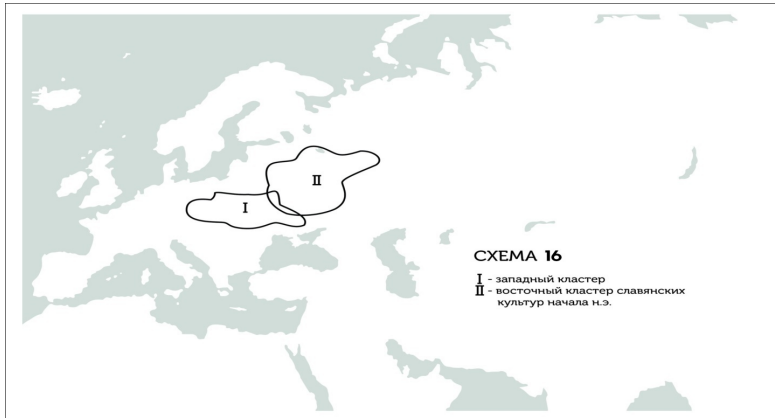 I
II
СХЕМА 16
I - западный кластер
II - восточный кластер славянских
культур начала н.э.